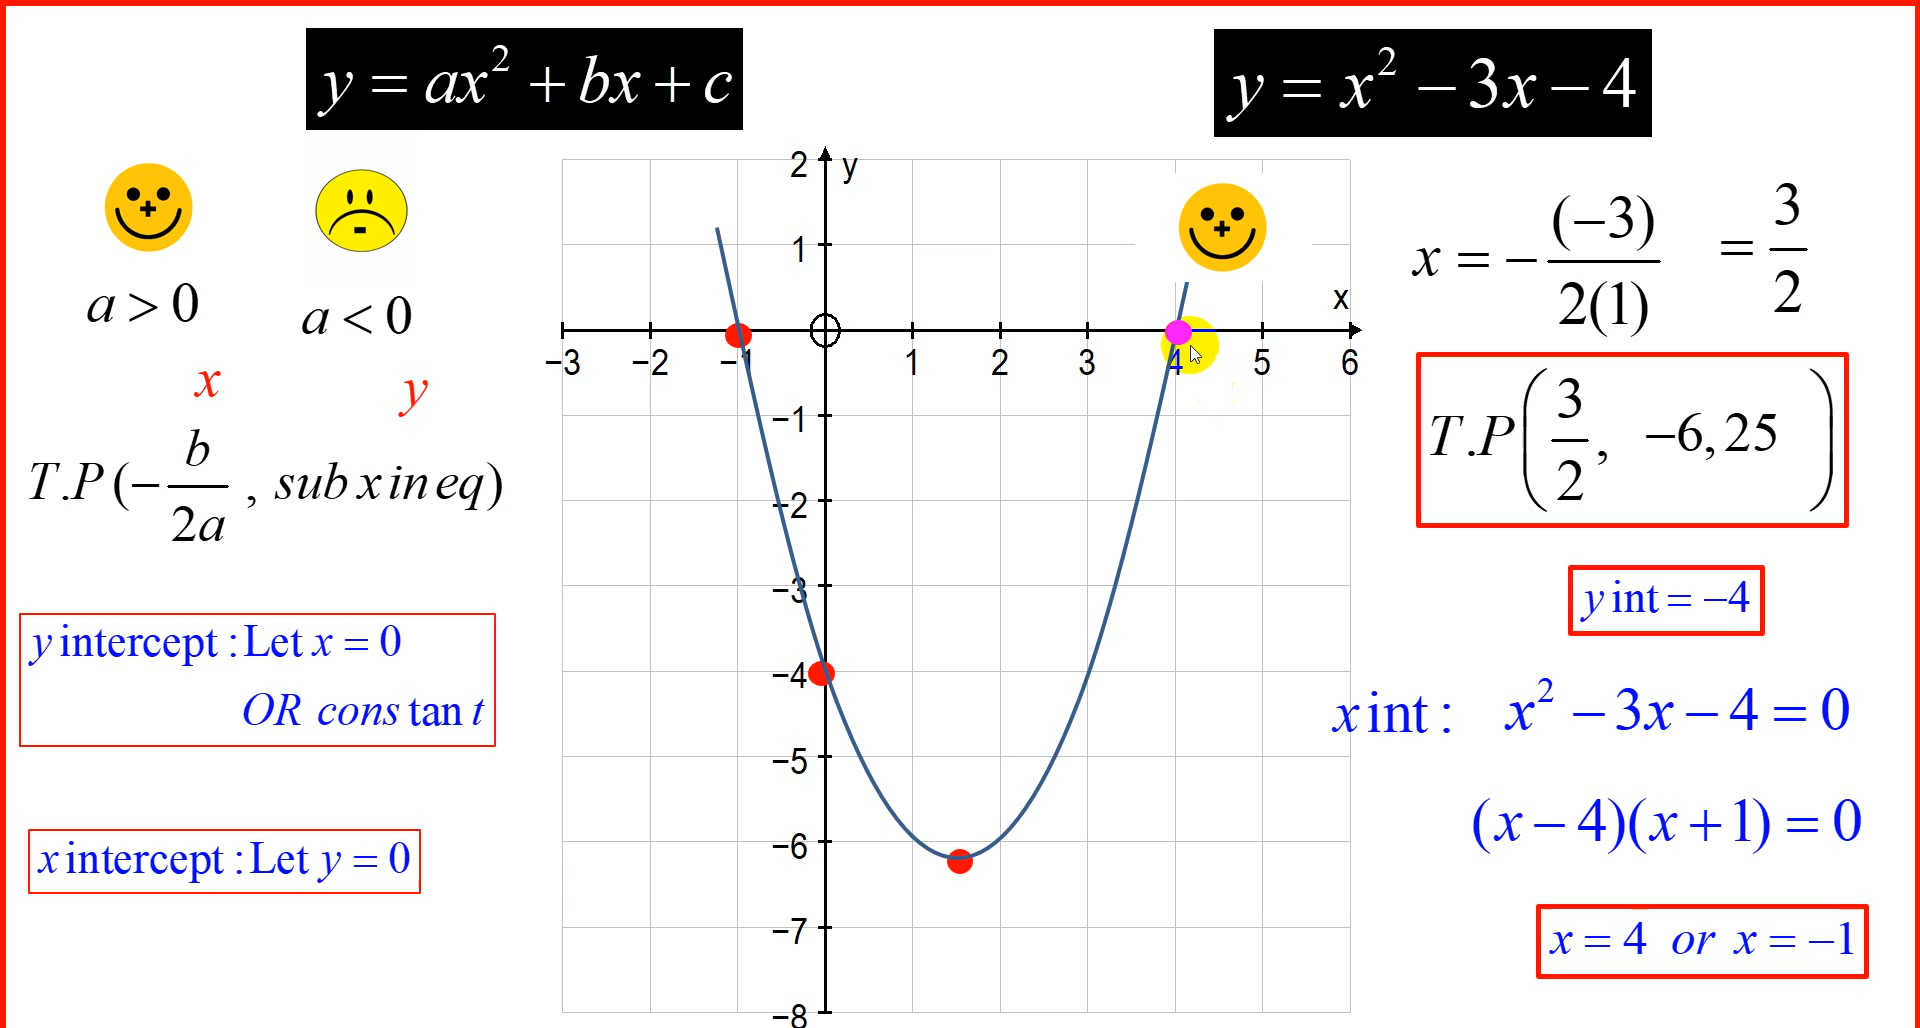 y = ax² + bx + c
y = x² − 3x − 4
+
-
a > 0
a < 0
x
y
T.P (− b/2a , sub x in eq)
y intercept : Let x = 0
OR cons tan t
x intercept : Let y = 0
y
x
2
1
−3 −2 −1 1 2 3 4 5 6
−1
−2
−3
−4
−5
−6
−7
−8
+
x = − (−3)/2(1) = 3/2
T.P (3/2, −6,25)
y int = −4
x int : x² − 3x − 4 = 0
(x − 4)(x + 1) = 0
x = 4 or x = −1